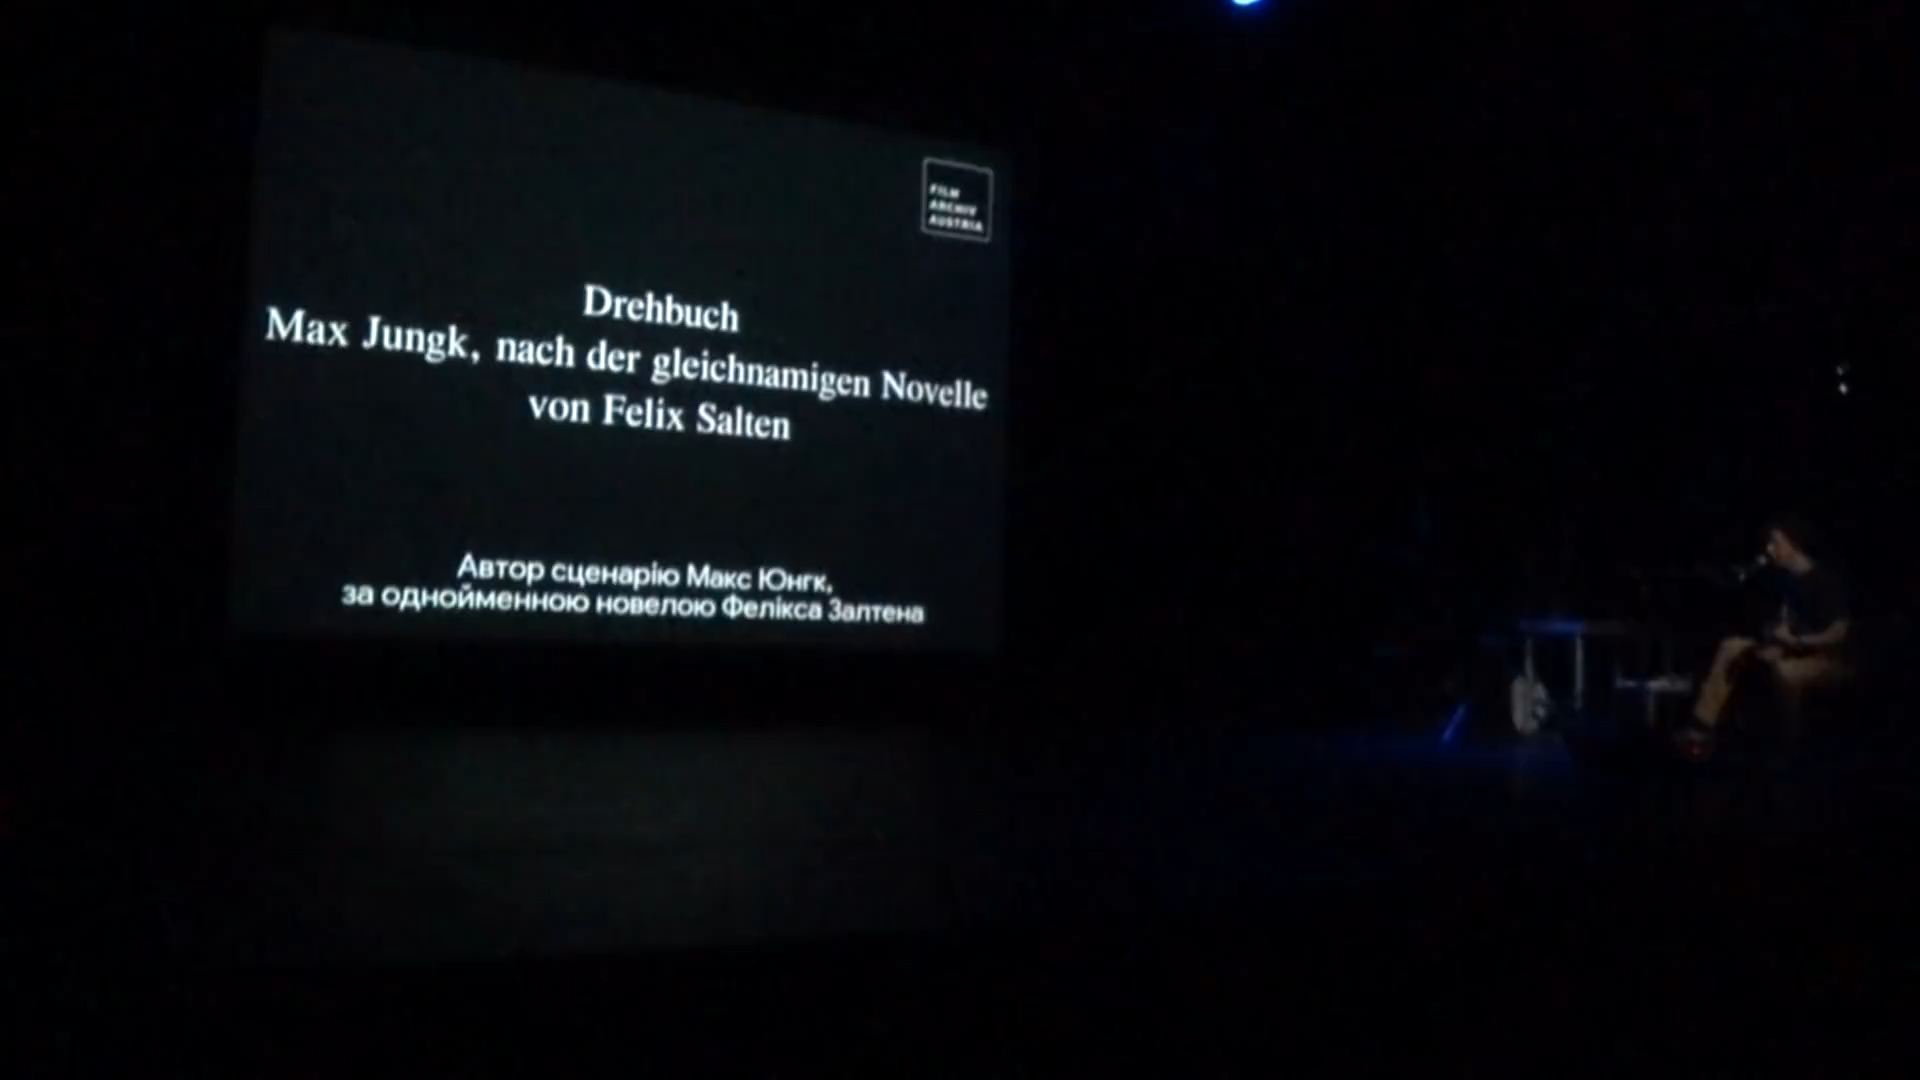 FILM
ARCHIV
AUSTRIA
Drehbuch
Max Jungk, nach der gleichnamigen Novelle
von Felix Salten
Автор сценарію Макс Юнгк,
за однойменною новелою Фелікса Залтена